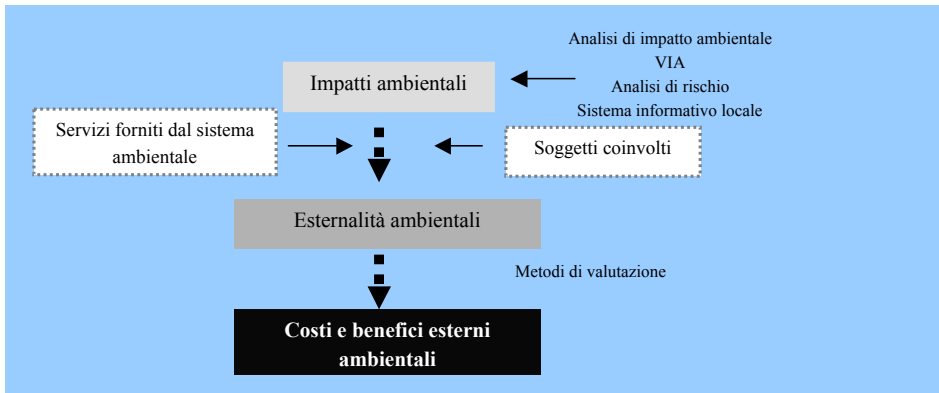 Analisi di impatto ambientale
VIA
Analisi di rischio
Sistema informativo locale
Impatti ambientali
Servizi forniti dal sistema
ambientale
Soggetti coinvolti
Esternalità ambientali
Metodi di valutazione
Costi e benefici esterni
ambientali